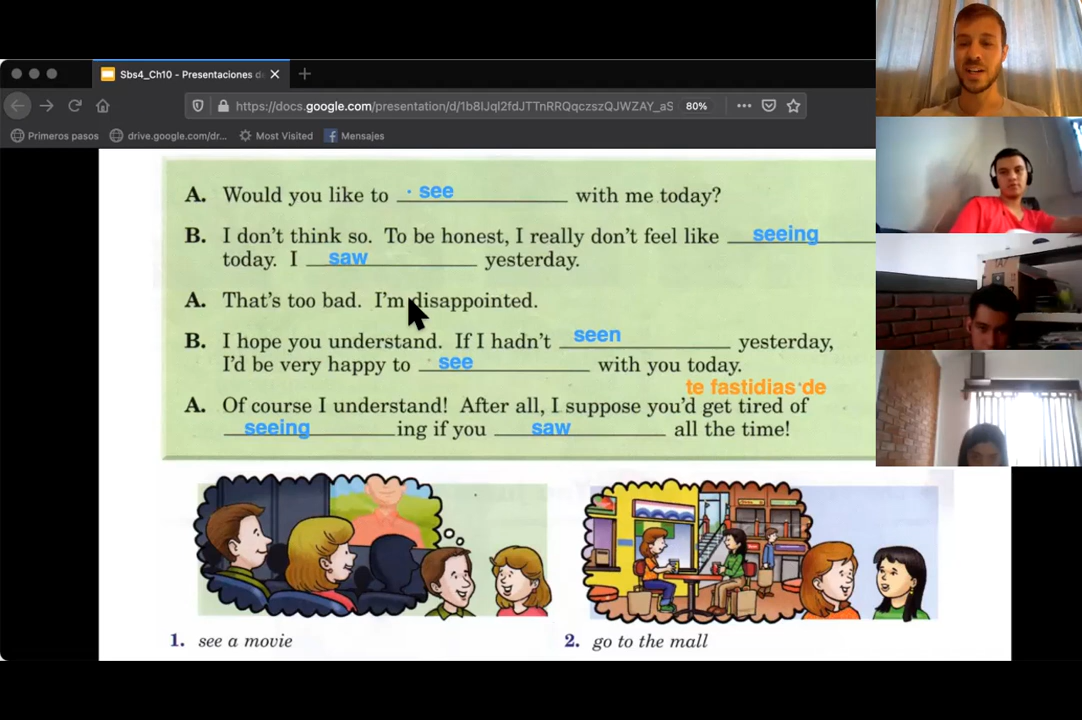 Sbs4_Ch10 - Presentaciones d
https://docs.google.com/presentation/d/1b8IJqI2fdJTTnRRQqczszQJWZAY_aS 80%
Primeros pasos drive.google.com/dr... Most Visited Mensajes
A. Would you like to see with me today?
B. I don't think so. To be honest, I really don't feel like seeing
today. I saw yesterday.
A. That's too bad. I'm disappointed.
B. I hope you understand. If I hadn't seen yesterday,
I'd be very happy to see with you today.
te fastidias de
A. Of course I understand! After all, I suppose you'd get tired of
seeing ing if you saw all the time!
1. see a movie
2. go to the mall